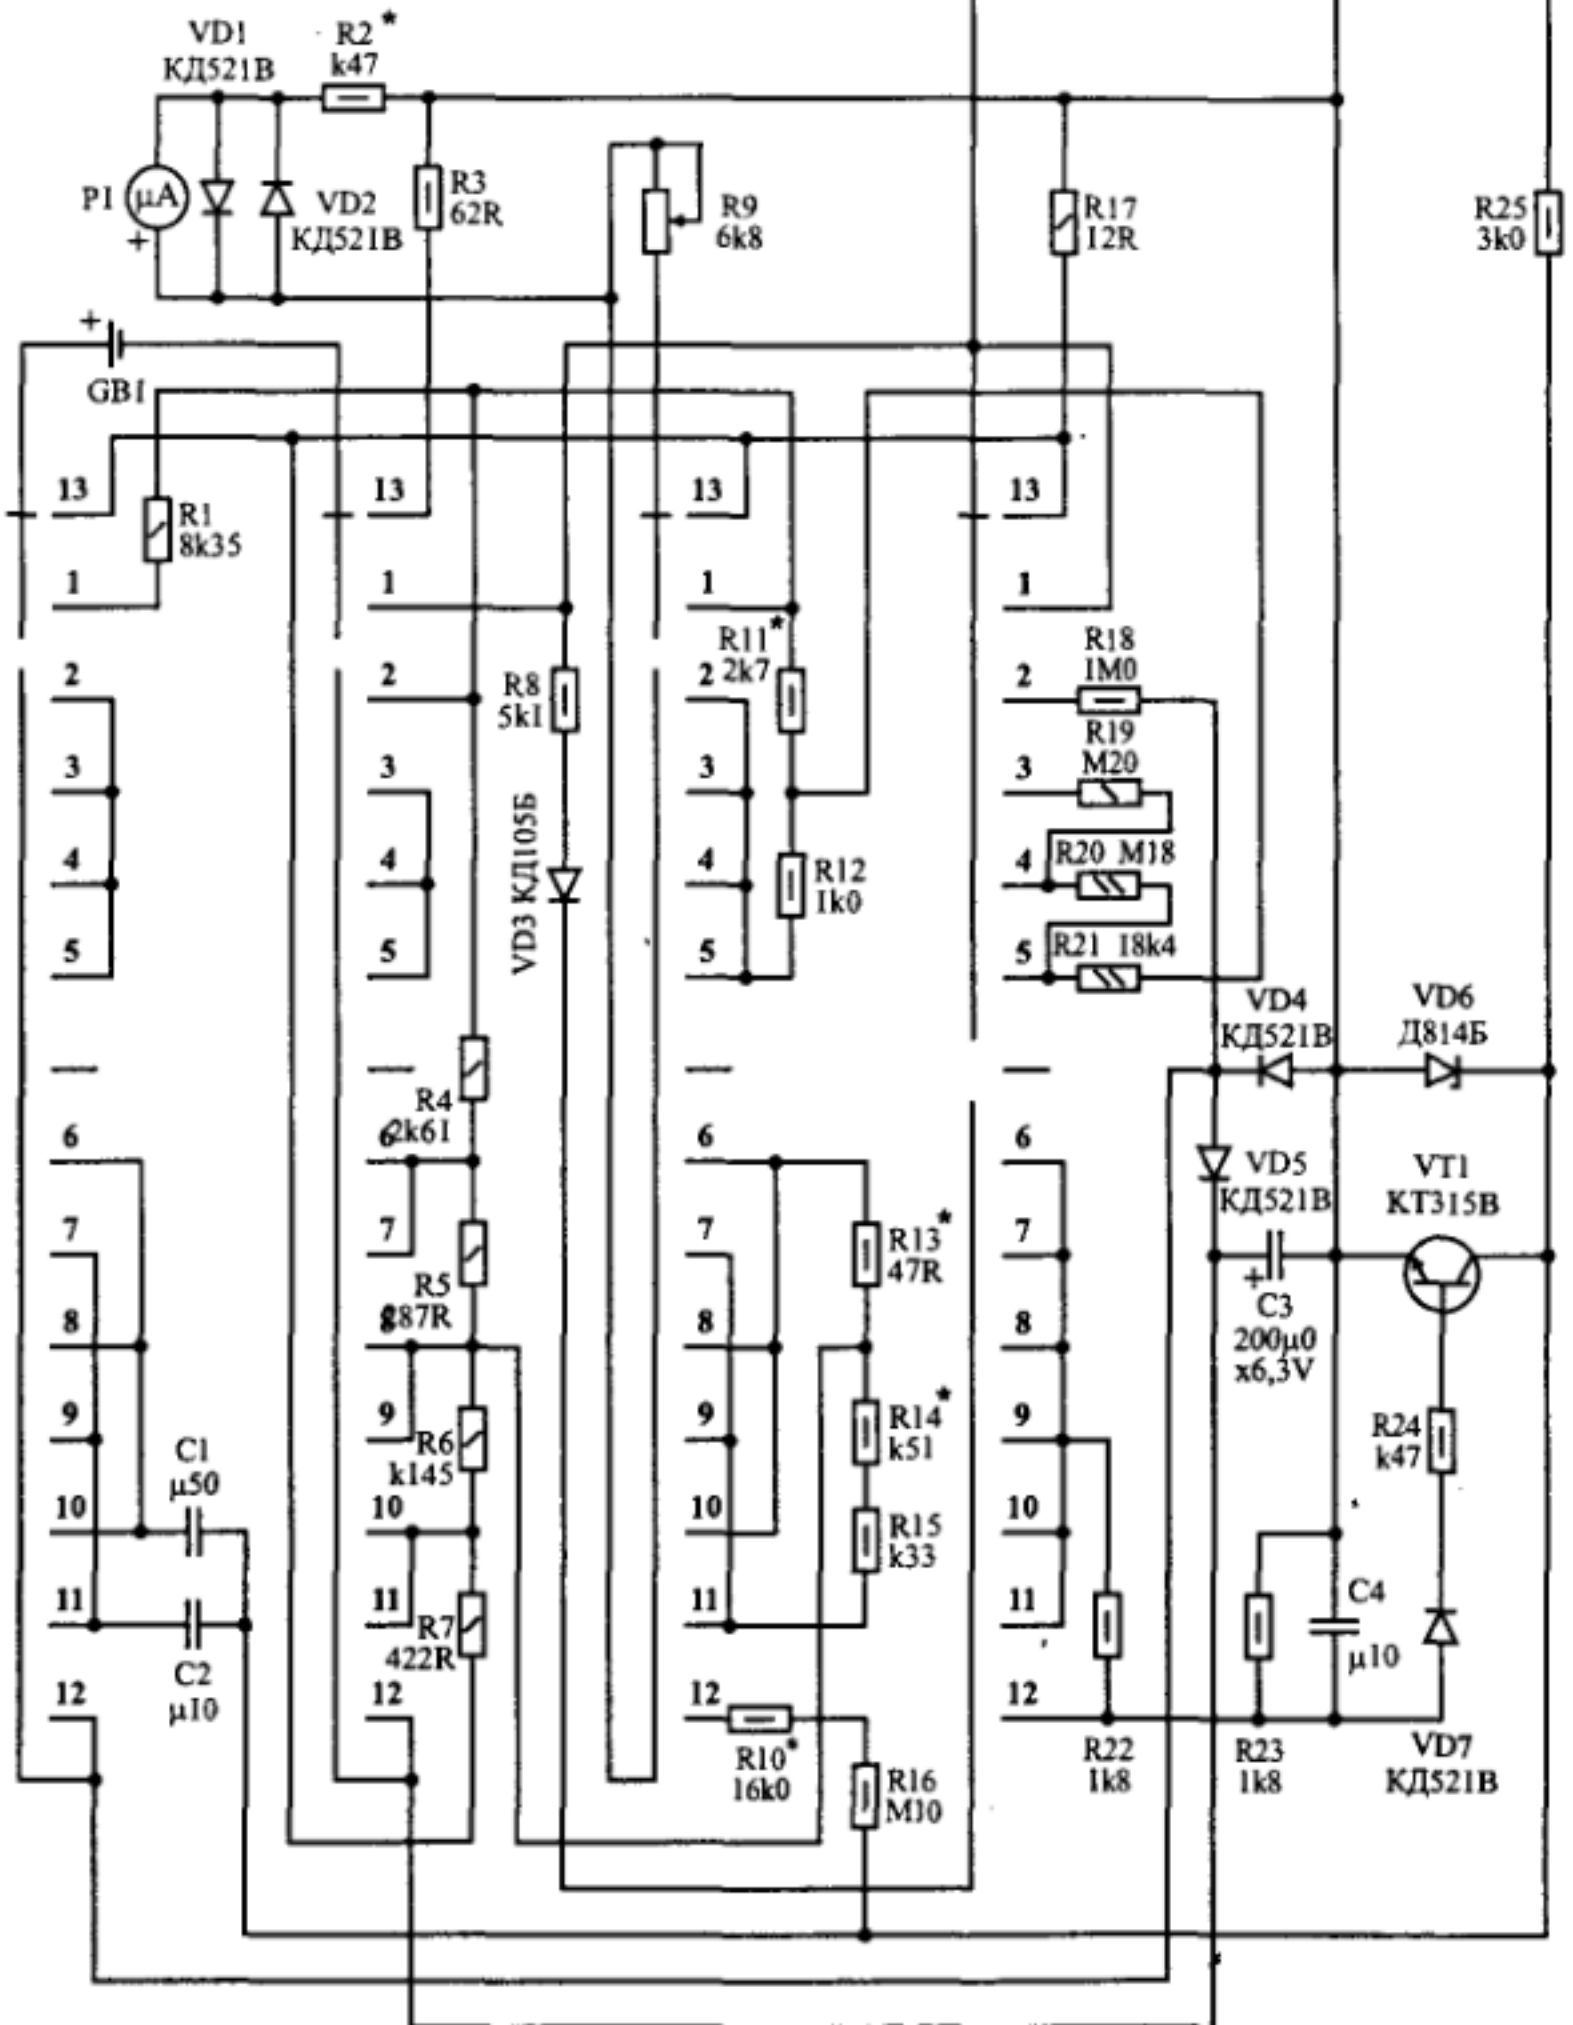 VD1
КД521В
R2*
k47
P1
μA
+
VD2
КД521В
R3
62R
R9
6k8
R17
12R
R25
3k0
+
GB1
13
13
13
13
R1
8k35
1
1
1
1
R11*
2k7
R18
1M0
2
2
R8
5k1
2
2
R19
M20
3
3
3
3
VD3 КД105Б
4
4
4
R12
1k0
4
R20 M18
5
5
5
5
R21 18k4
VD4
КД521В
VD6
Д814Б
R4
2k61
6
6
6
6
VD5
КД521В
VT1
КТ315В
7
7
7
R13*
47R
7
R5
287R
+
C3
200μ0
x6,3V
8
8
8
8
9
9
R6
k145
9
R14*
k51
9
R24
k47
C1
μ50
10
10
10
R15
k33
10
11
11
R7
422R
11
11
C4
μ10
C2
μ10
12
12
12
12
R10*
16k0
R16
M10
R22
1k8
R23
1k8
VD7
КД521В